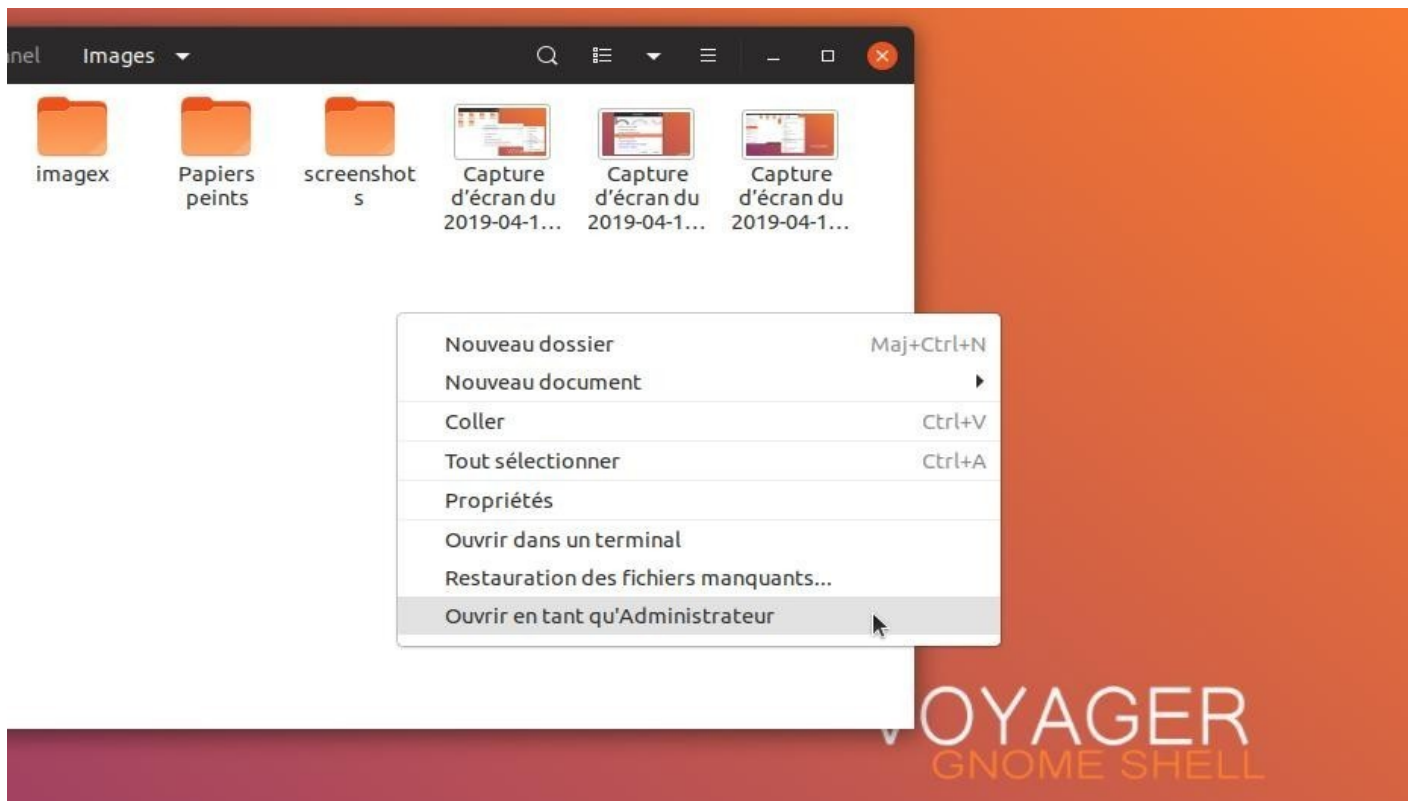 Images
imagex
Papiers
peints
screenshot
s
Capture
d'écran du
2019-04-1...
Capture
d'écran du
2019-04-1...
Capture
d'écran du
2019-04-1...
Nouveau dossier Maj+Ctrl+N
Nouveau document
Coller Ctrl+V
Tout sélectionner Ctrl+A
Propriétés
Ouvrir dans un terminal
Restauration des fichiers manquants...
Ouvrir en tant qu'Administrateur
VOYAGER
GNOME SHELL